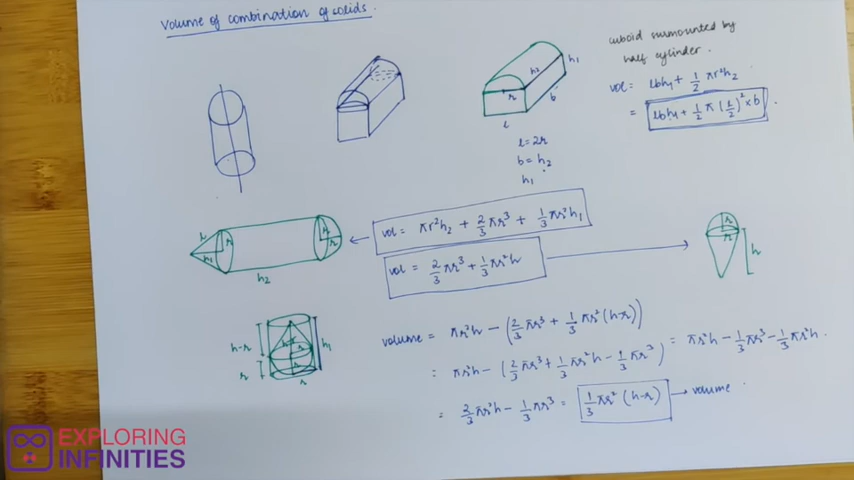 Volume of combination of solids.
cuboid surmounted by
half cylinder.
h₁
h₂
r
b
l
vol = lbh₁ + 1/2 πr²h₂
= lbh₁ + 1/2 π (l/2)² × b
l = 2r
b = h₂
h₁
h₁
r
h₂
r
r
vol = πr²h₂ + 2/3 πr³ + 1/3 πr²h₁
vol = 2/3 πr³ + 1/3 πr²h
r
r
h
h-r
r
h₁
r
r
volume = πr²h - (2/3 πr³ + 1/3 πr²(h-r))
= πr²h - (2/3 πr³ + 1/3 πr²h - 1/3 πr³) = πr²h - 1/3 πr³ - 1/3 πr²h.
= 2/3 πr²h - 1/3 πr³ = 1/3 πr² (h-r) → volume
EXPLORING
INFINITIES